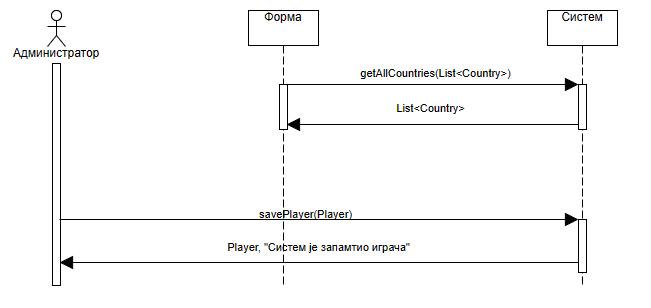 Форма
Систем
Администратор
getAllCountries(List<Country>)
List<Country>
savePlayer(Player)
Player, "Систем је запамтио играча"